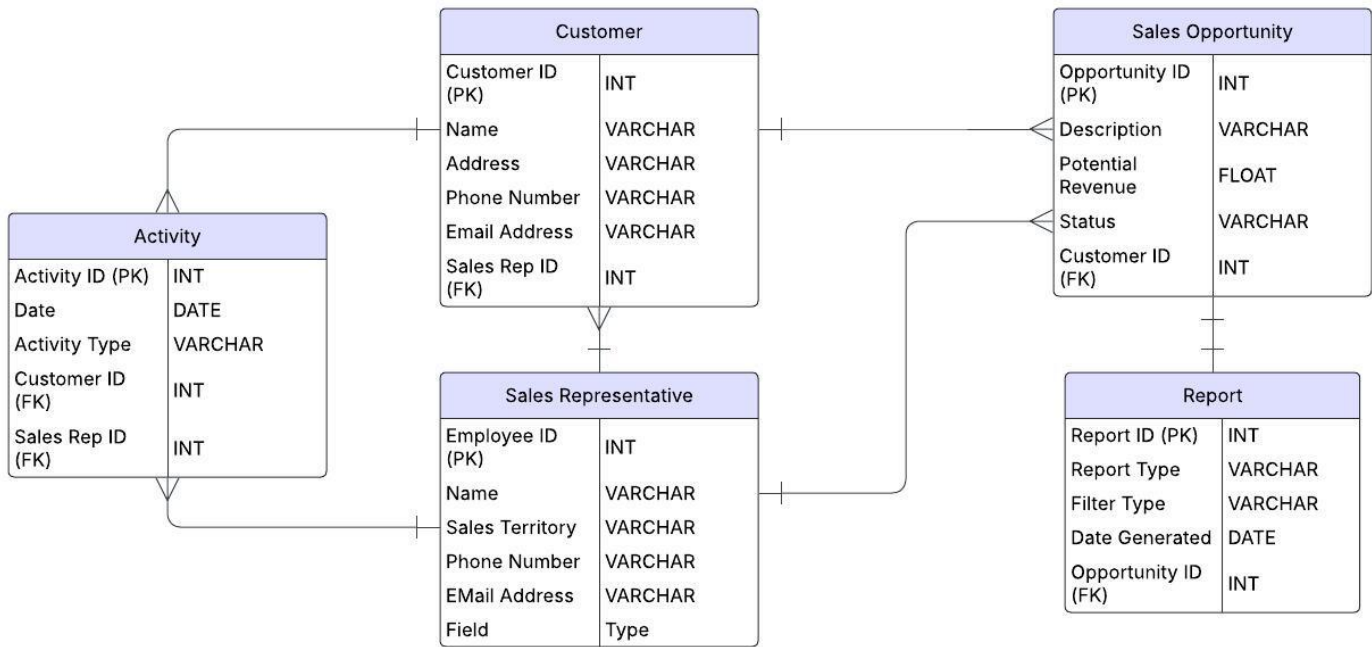 Customer
Customer ID
(PK)
INT
Name
VARCHAR
Address
VARCHAR
Phone Number
VARCHAR
Email Address
VARCHAR
Sales Rep ID
(FK)
INT
Sales Opportunity
Opportunity ID
(PK)
INT
Description
VARCHAR
Potential
Revenue
FLOAT
Status
VARCHAR
Customer ID
(FK)
INT
Activity
Activity ID (PK)
INT
Date
DATE
Activity Type
VARCHAR
Customer ID
(FK)
INT
Sales Rep ID
(FK)
INT
Sales Representative
Employee ID
(PK)
INT
Name
VARCHAR
Sales Territory
VARCHAR
Phone Number
VARCHAR
EMail Address
VARCHAR
Field
Type
Report
Report ID (PK)
INT
Report Type
VARCHAR
Filter Type
VARCHAR
Date Generated
DATE
Opportunity ID
(FK)
INT